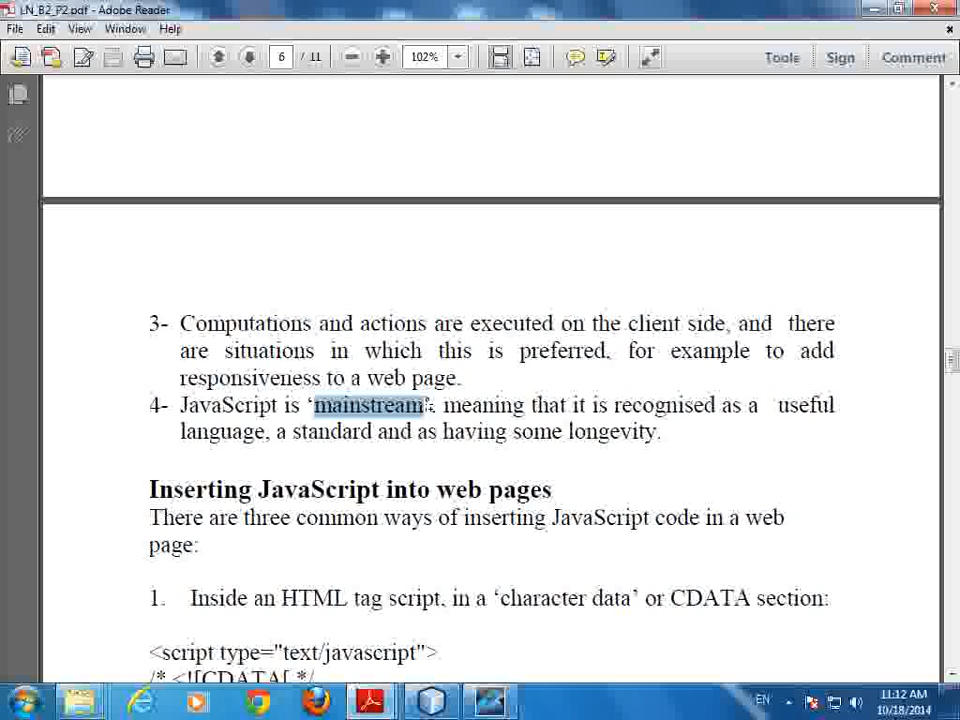 LN_B2_P2.pdf - Adobe Reader
File Edit View Window Help
6 / 11 102% Tools Sign Comment
3- Computations and actions are executed on the client side, and there
are situations in which this is preferred, for example to add
responsiveness to a web page.
4- JavaScript is ‘mainstream’, meaning that it is recognised as a useful
language, a standard and as having some longevity.
Inserting JavaScript into web pages
There are three common ways of inserting JavaScript code in a web
page:
1. Inside an HTML tag script, in a ‘character data’ or CDATA section:
<script type="text/javascript">
/* <![CDATA[ */
EN 11:12 AM
10/18/2014